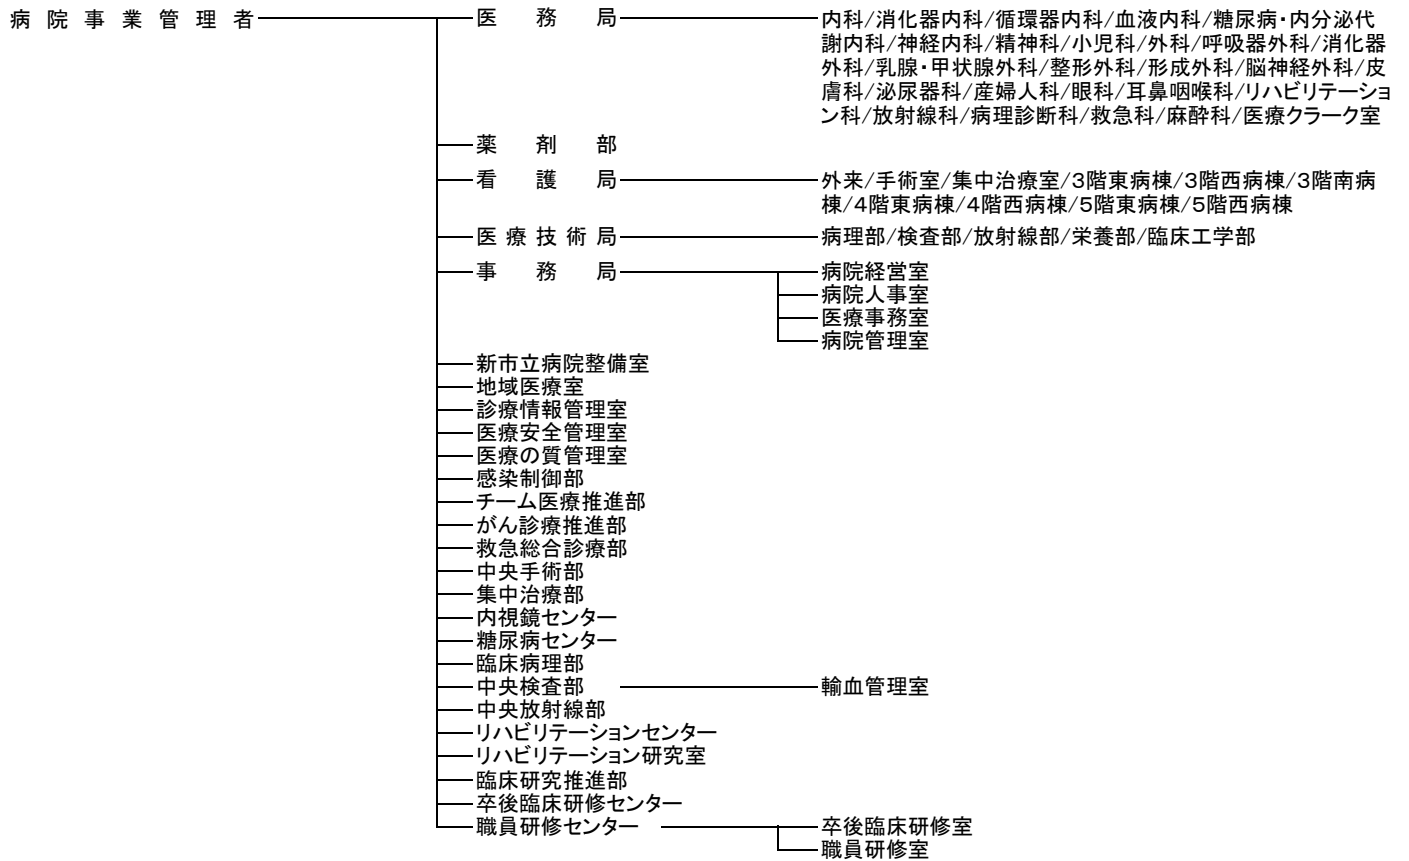 病院事業管理者
医務局
内科/消化器内科/循環器内科/血液内科/糖尿病・内分泌代
謝内科/神経内科/精神科/小児科/外科/呼吸器外科/消化器
外科/乳腺・甲状腺外科/整形外科/形成外科/脳神経外科/皮
膚科/泌尿器科/産婦人科/眼科/耳鼻咽喉科/リハビリテーショ
ン科/放射線科/病理診断科/救急科/麻酔科/医療クラーク室
薬剤部
看護局
外来/手術室/集中治療室/3階東病棟/3階西病棟/3階南病
棟/4階東病棟/4階西病棟/5階東病棟/5階西病棟
医療技術局
病理部/検査部/放射線部/栄養部/臨床工学部
事務局
病院経営室
病院人事室
医療事務室
病院管理室
新市立病院整備室
地域医療室
診療情報管理室
医療安全管理室
医療の質管理室
感染制御部
チーム医療推進部
がん診療推進部
救急総合診療部
中央手術部
集中治療部
内視鏡センター
糖尿病センター
臨床病理部
中央検査部
輸血管理室
中央放射線部
リハビリテーションセンター
リハビリテーション研究室
臨床研究推進部
卒後臨床研修センター
職員研修センター
卒後臨床研修室
職員研修室